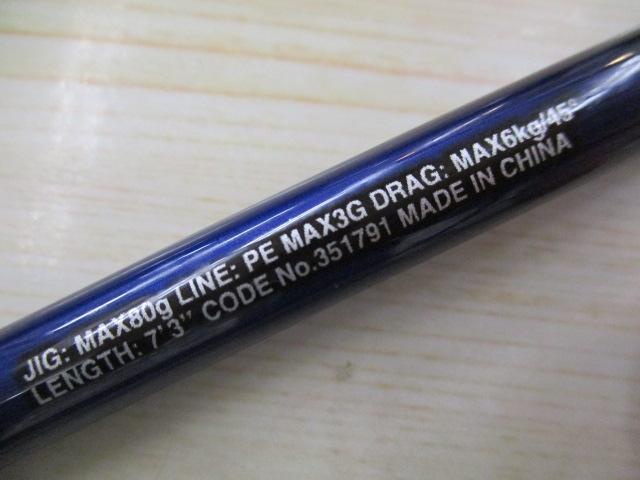 JIG: MAX80g LINE: PE MAX3G DRAG: MAX6kg/45°
LENGTH: 7'3" CODE No.351791 MADE IN CHINA